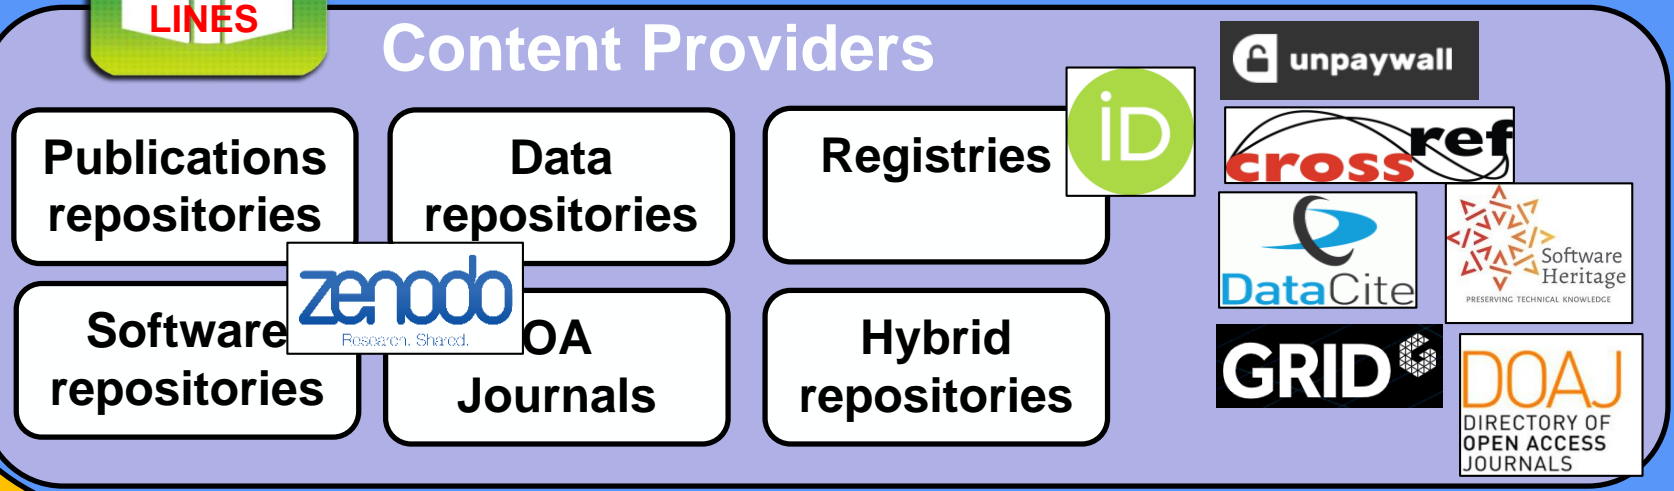 LINES
Content Providers
Publications
repositories
Data
repositories
Registries
iD
Software
repositories
zenodo
Research. Shared.
OA
Journals
Hybrid
repositories
unpaywall
crossref
DataCite
</>
</>
</>
Software
Heritage
PRESERVING TECHNICAL KNOWLEDGE
GRID
DOAJ
DIRECTORY OF
OPEN ACCESS
JOURNALS